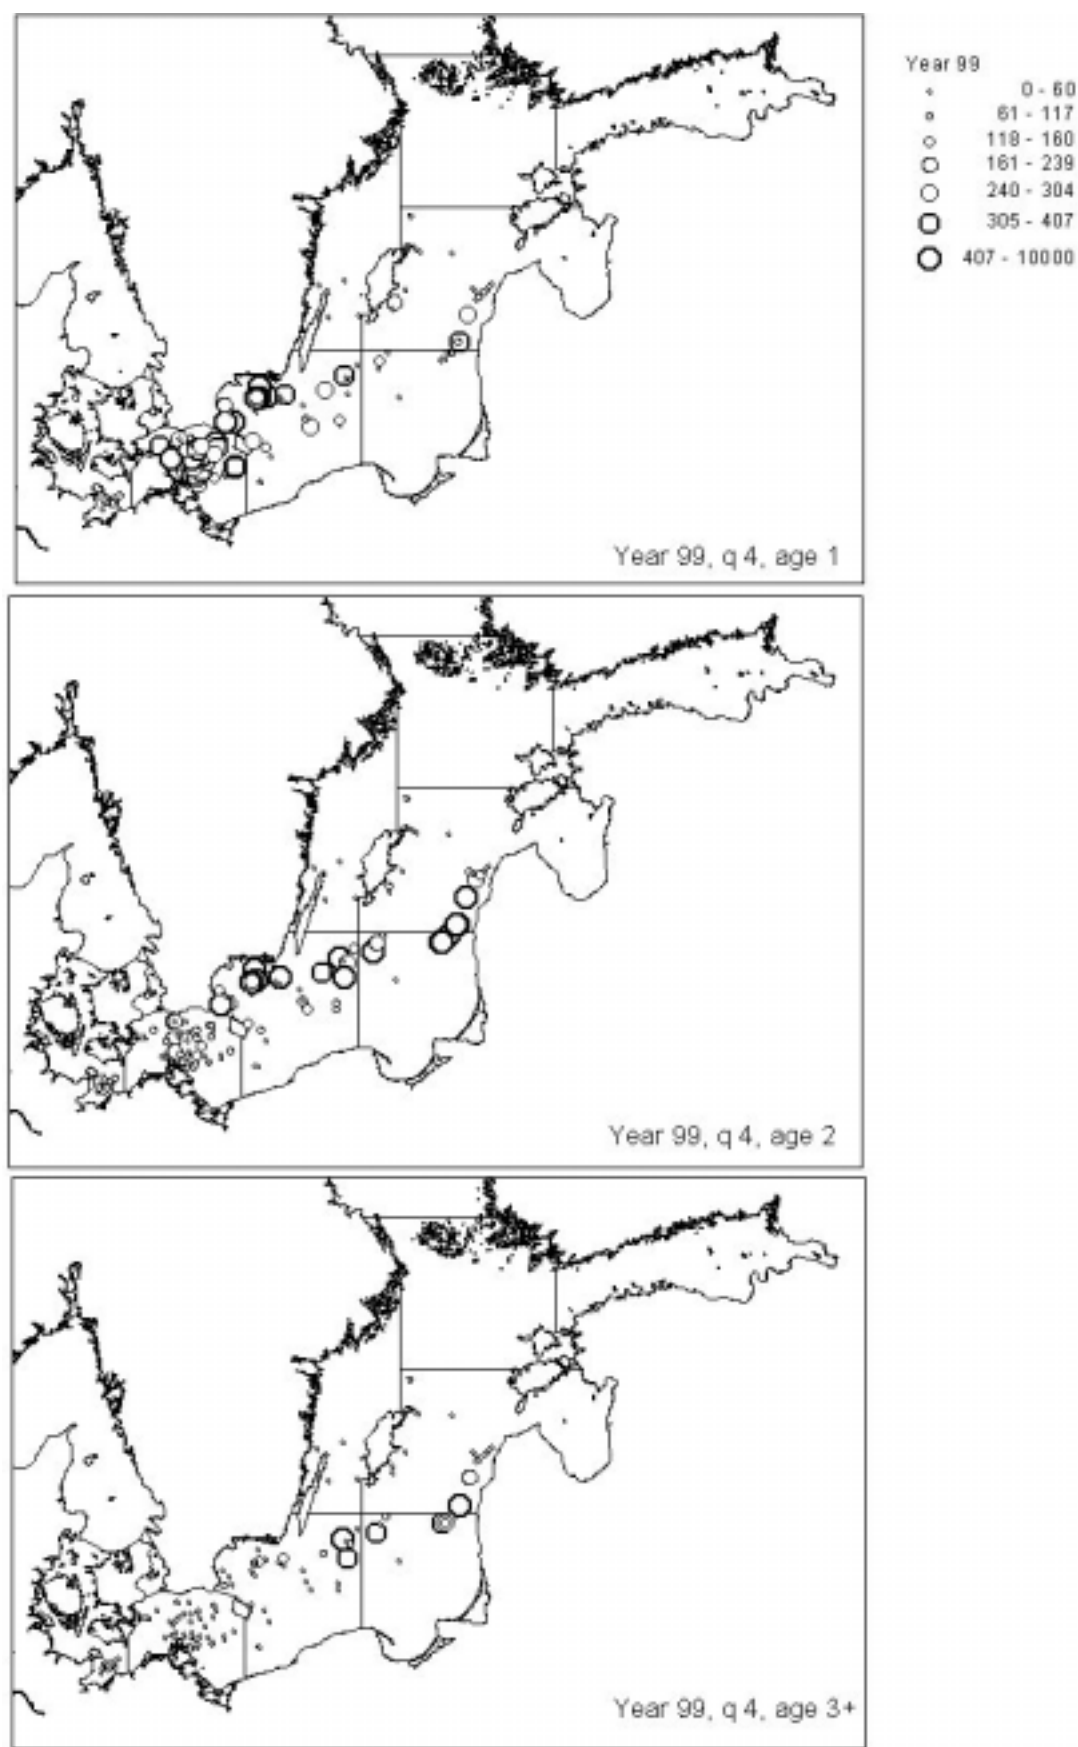 Year 99
0 - 60
61 - 117
118 - 160
161 - 239
240 - 304
305 - 407
407 - 10000
Year 99, q 4, age 1
Year 99, q 4, age 2
Year 99, q 4, age 3+